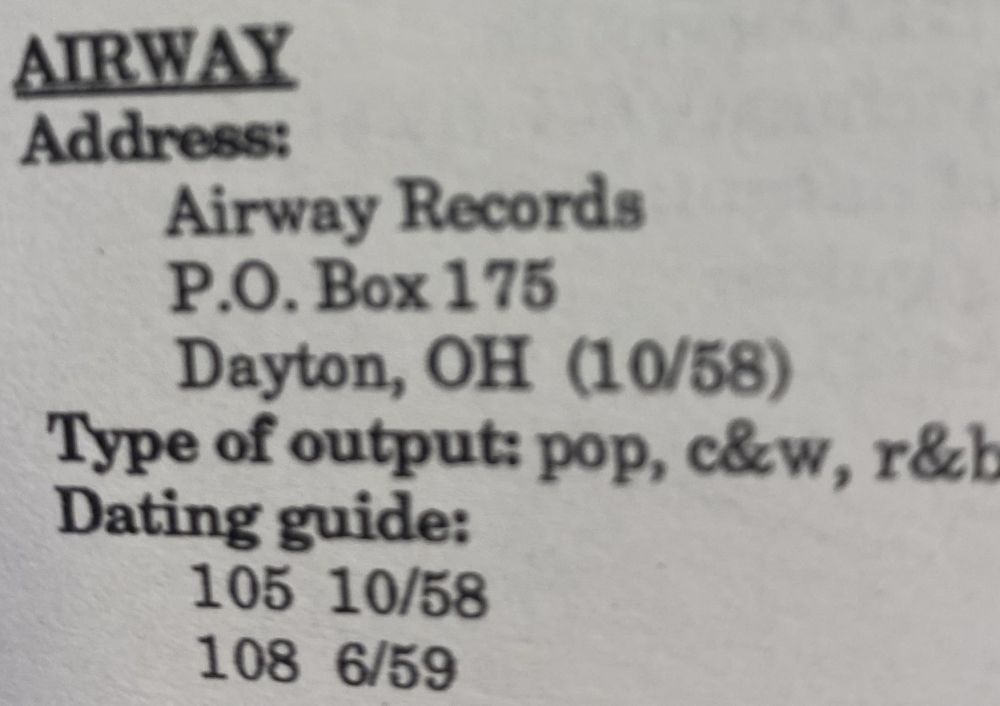 AIRWAY
Address:
Airway Records
P.O. Box 175
Dayton, OH (10/58)
Type of output: pop, c&w, r&b
Dating guide:
105 10/58
108 6/59